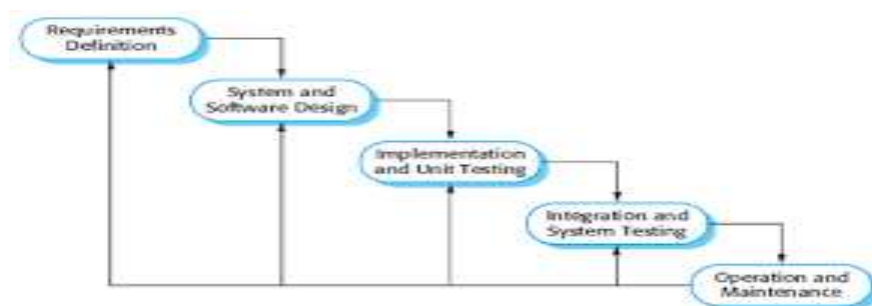 Requirements
Definition
System and
Software Design
Implementation
and Unit Testing
Integration and
System Testing
Operation and
Maintenance